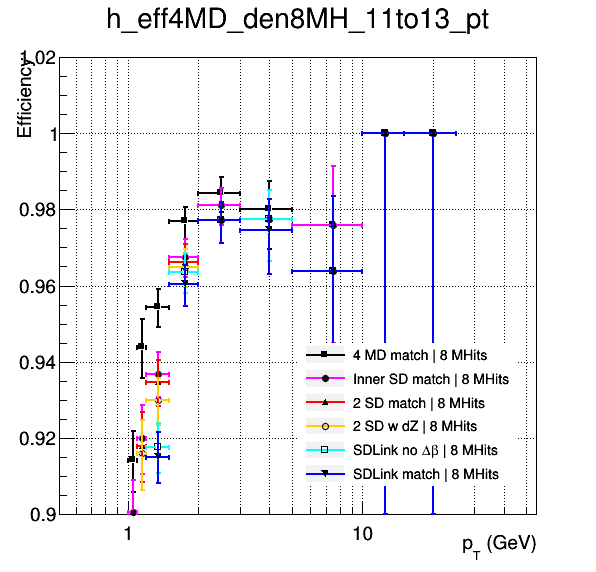 h_eff4MD_den8MH_11to13_pt
Efficiency
1.02
1
0.98
0.96
0.94
0.92
0.9
4 MD match | 8 MHits
Inner SD match | 8 MHits
2 SD match | 8 MHits
2 SD w dZ | 8 MHits
SDLink no Δβ | 8 MHits
SDLink match | 8 MHits
1 10
p_T (GeV)